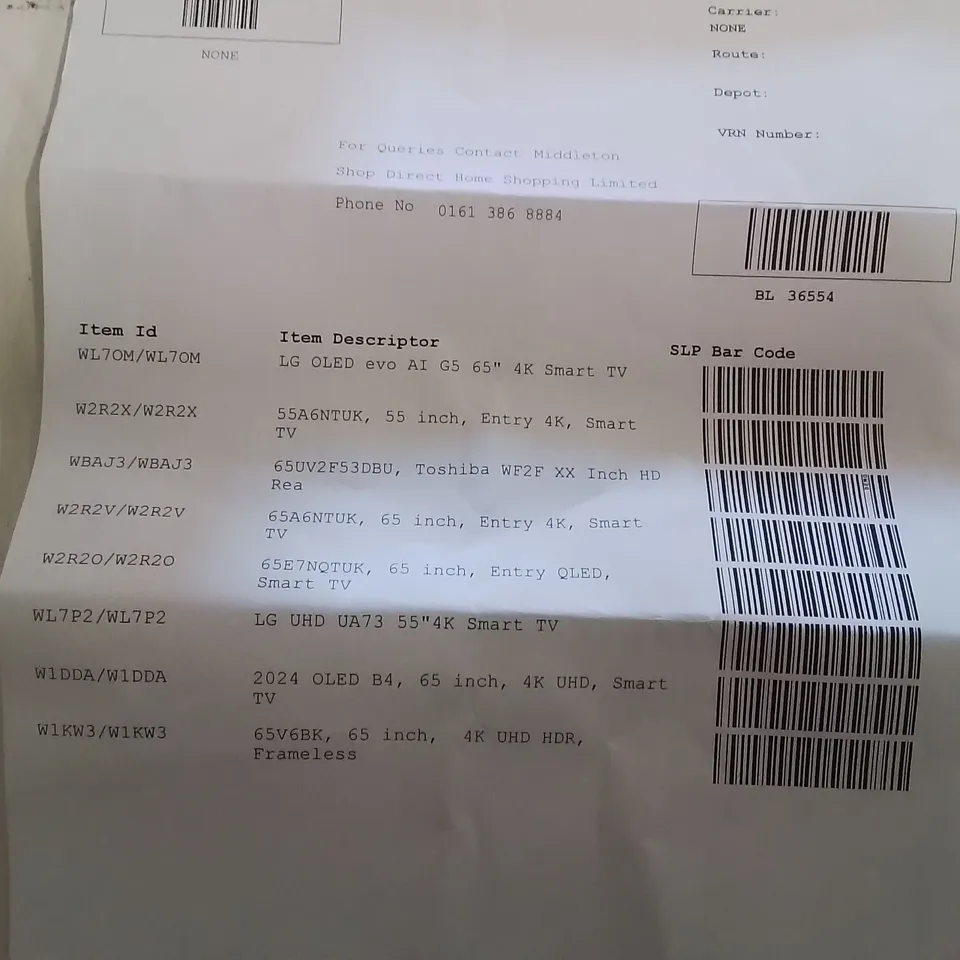 Carrier:
NONE
NONE
Route:
Depot:
VRN Number:
For Queries Contact Middleton
Shop Direct Home Shopping Limited
Phone No 0161 386 8884
BL 36554
Item Id Item Descriptor SLP Bar Code
WL7OM/WL7OM LG OLED evo AI G5 65" 4K Smart TV
W2R2X/W2R2X 55A6NTUK, 55 inch, Entry 4K, Smart
TV
WBAJ3/WBAJ3 65UV2F53DBU, Toshiba WF2F XX Inch HD
Rea
W2R2V/W2R2V 65A6NTUK, 65 inch, Entry 4K, Smart
TV
W2R2O/W2R2O 65E7NQTUK, 65 inch, Entry QLED,
Smart TV
WL7P2/WL7P2 LG UHD UA73 55"4K Smart TV
W1DDA/W1DDA 2024 OLED B4, 65 inch, 4K UHD, Smart
TV
W1KW3/W1KW3 65V6BK, 65 inch, 4K UHD HDR,
Frameless